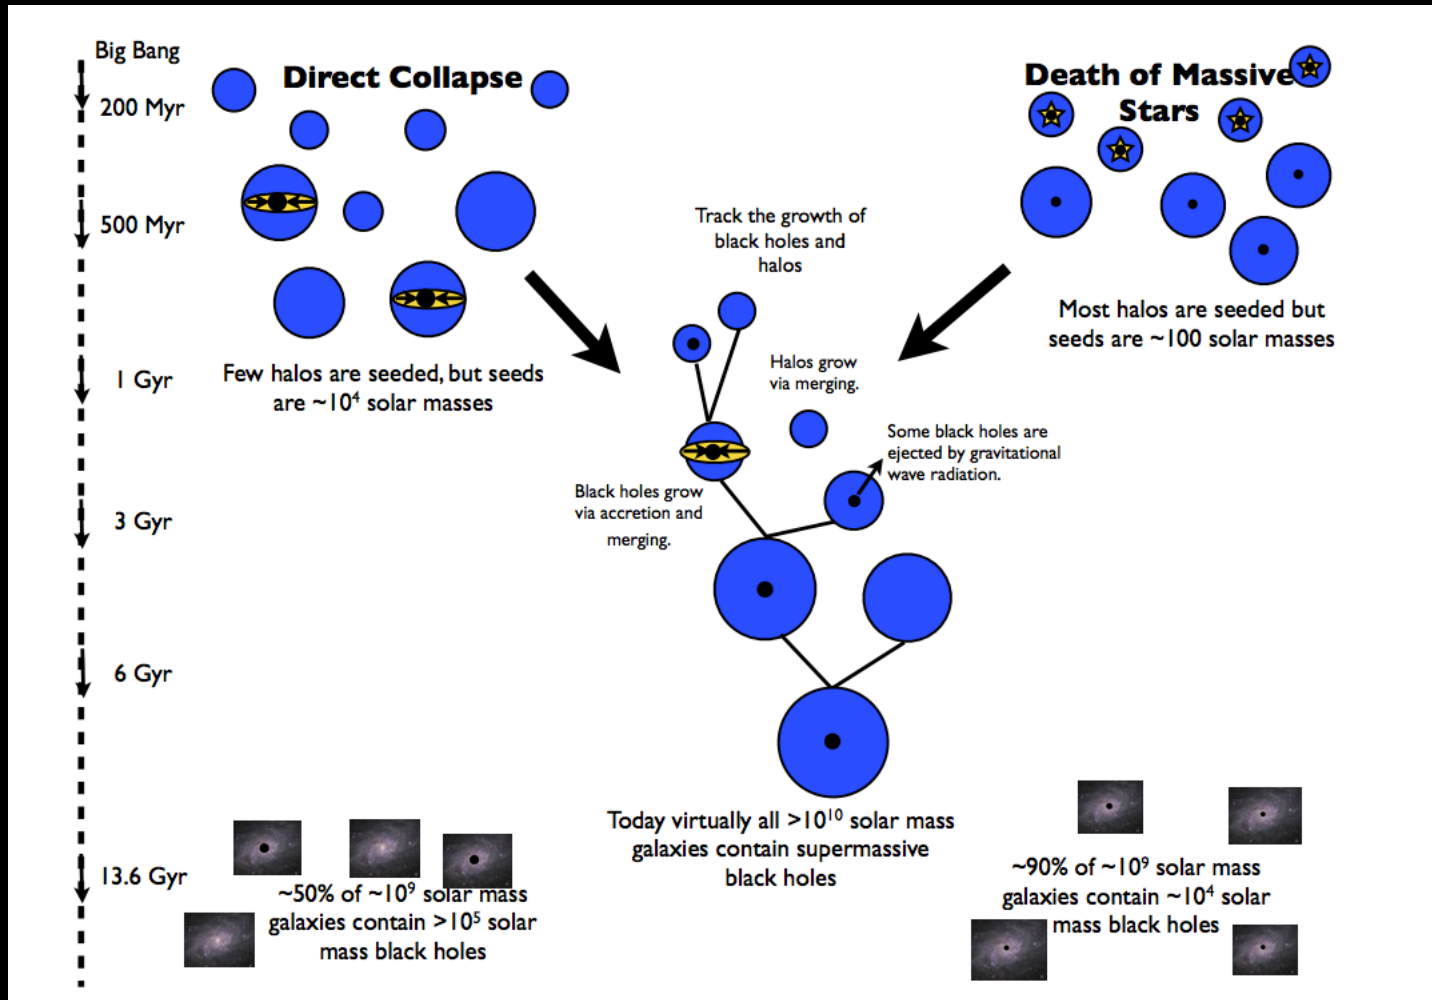 Big Bang
200 Myr
500 Myr
1 Gyr
3 Gyr
6 Gyr
13.6 Gyr
Direct Collapse
Few halos are seeded, but seeds
are ~10⁴ solar masses
Death of Massive
Stars
Most halos are seeded but
seeds are ~100 solar masses
Track the growth of
black holes and
halos
Halos grow
via merging.
Some black holes are
ejected by gravitational
wave radiation.
Black holes grow
via accretion and
merging.
Today virtually all >10¹⁰ solar mass
galaxies contain supermassive
black holes
~50% of ~10⁹ solar mass
galaxies contain >10⁵ solar
mass black holes
~90% of ~10⁹ solar mass
galaxies contain ~10⁴ solar
mass black holes